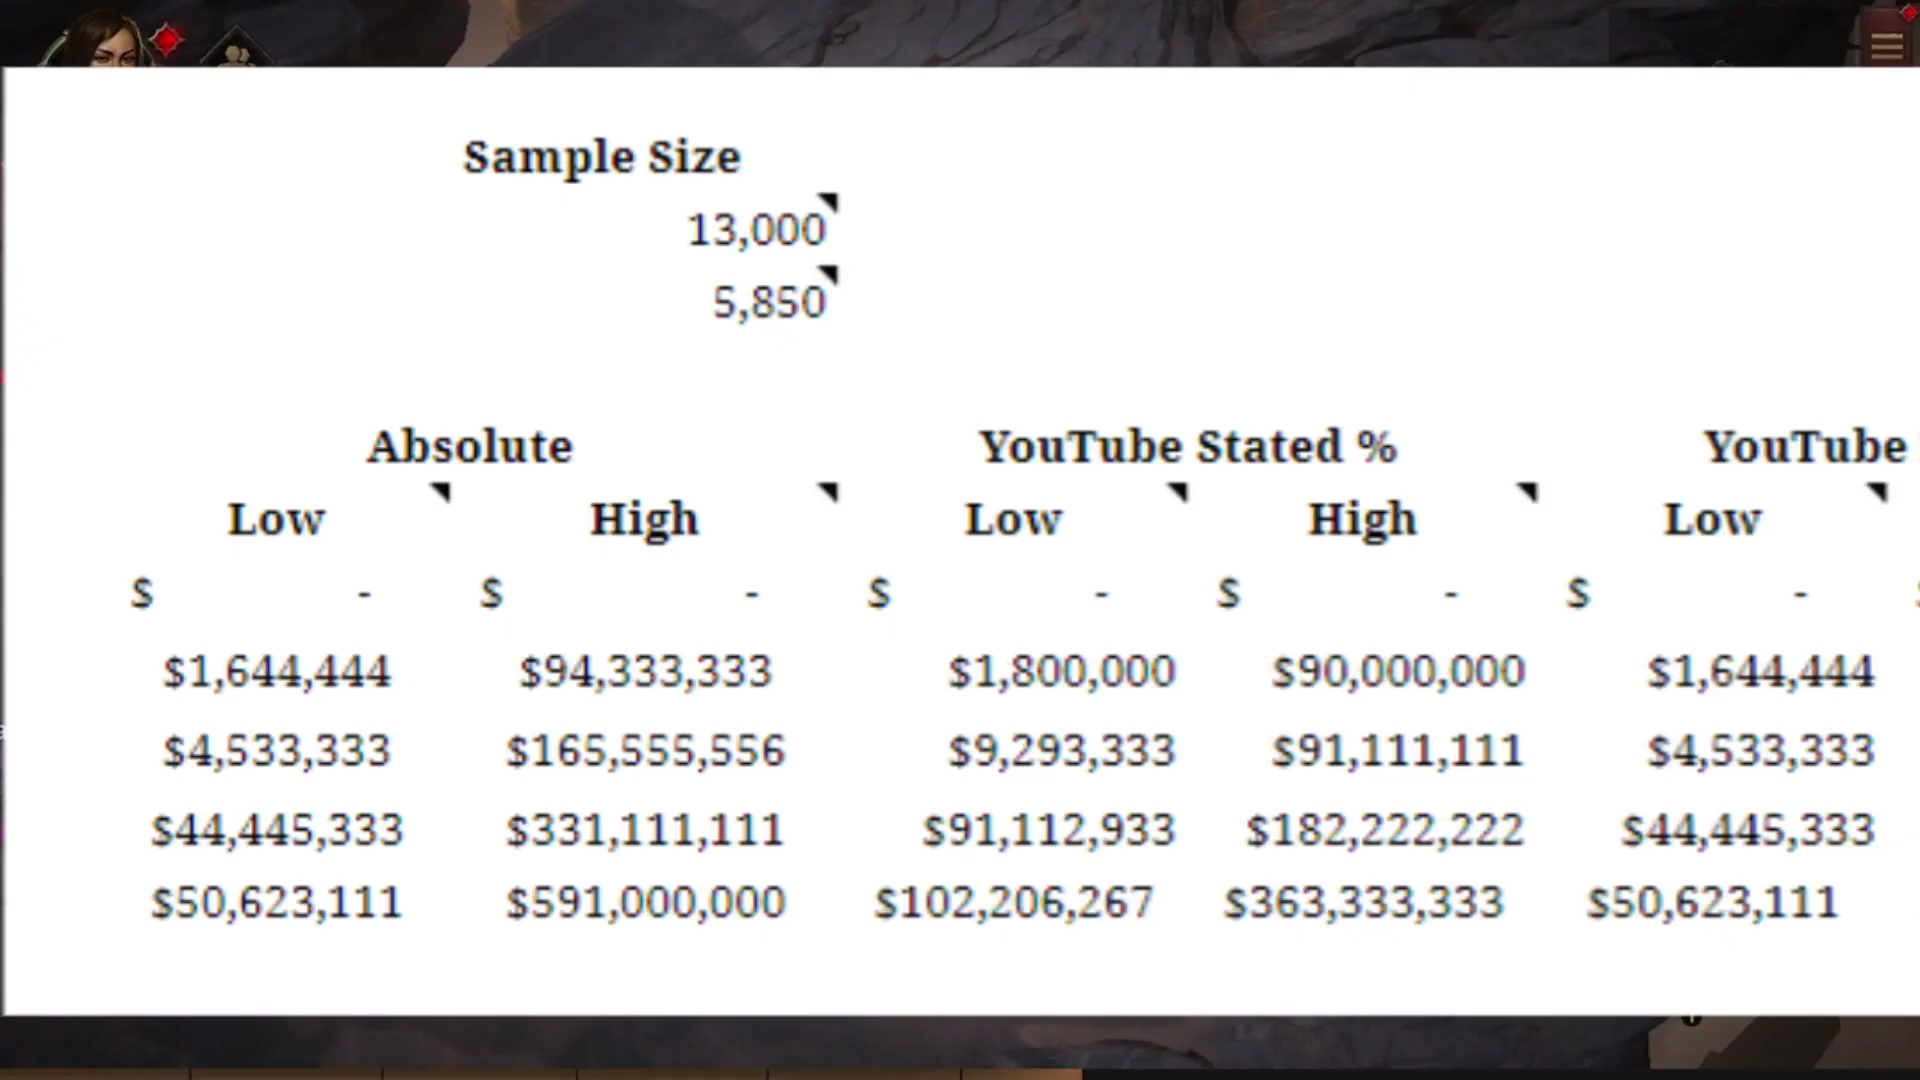 Sample Size
13,000
5,850
Absolute YouTube Stated % YouTube
Low High Low High Low
$ - $ - $ - $ - $ -
$1,644,444 $94,333,333 $1,800,000 $90,000,000 $1,644,444
$4,533,333 $165,555,556 $9,293,333 $91,111,111 $4,533,333
$44,445,333 $331,111,111 $91,112,933 $182,222,222 $44,445,333
$50,623,111 $591,000,000 $102,206,267 $363,333,333 $50,623,111